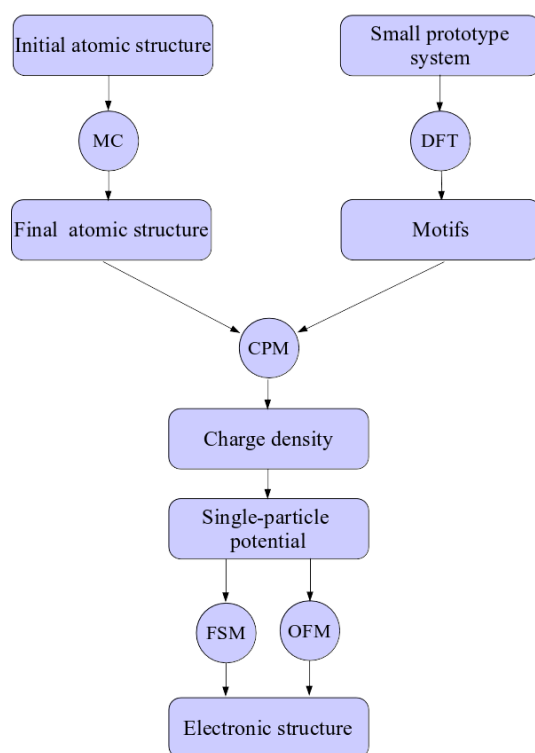 Initial atomic structure
Small prototype
system
MC
DFT
Final atomic structure
Motifs
CPM
Charge density
Single-particle
potential
FSM
OFM
Electronic structure